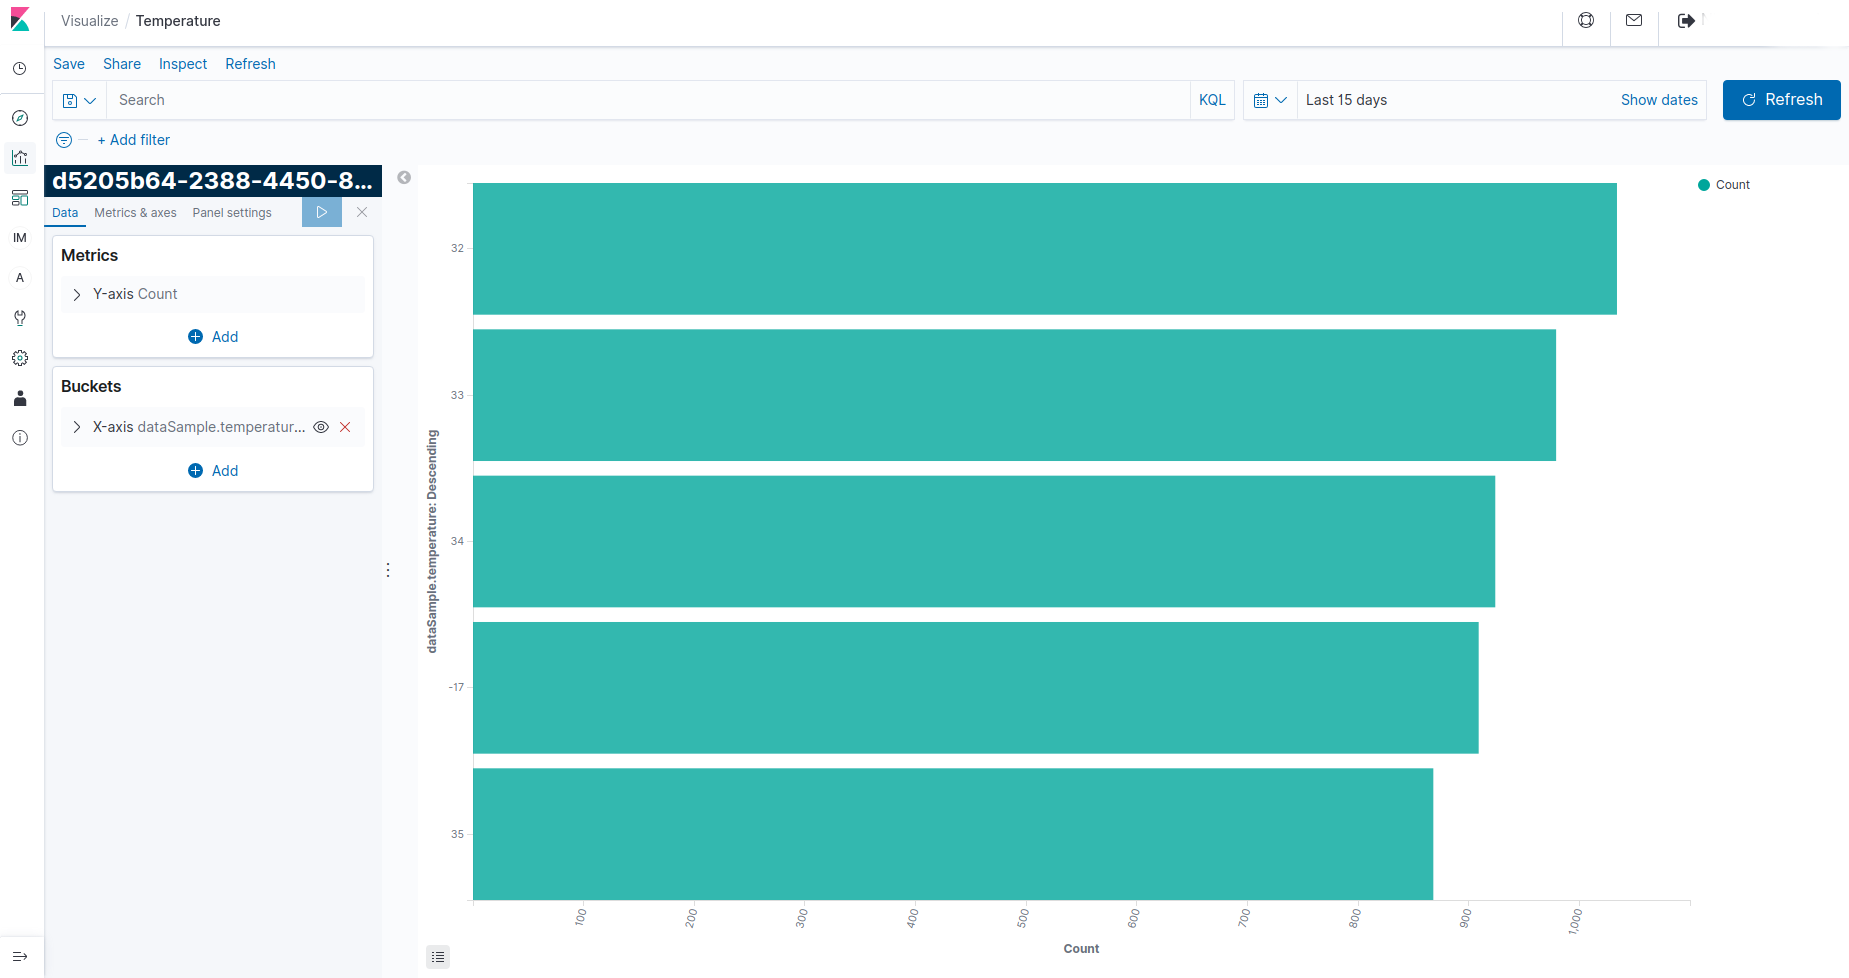 Visualize / Temperature
Save Share Inspect Refresh
Search KQL Last 15 days Show dates Refresh
+ Add filter
d5205b64-2388-4450-8...
Data Metrics & axes Panel settings
Metrics
Y-axis Count
Add
Buckets
X-axis dataSample.temperatur...
Add
IM
A
Count
dataSample.temperature: Descending
32
33
34
-17
35
100 200 300 400 500 600 700 800 900 1,000
Count